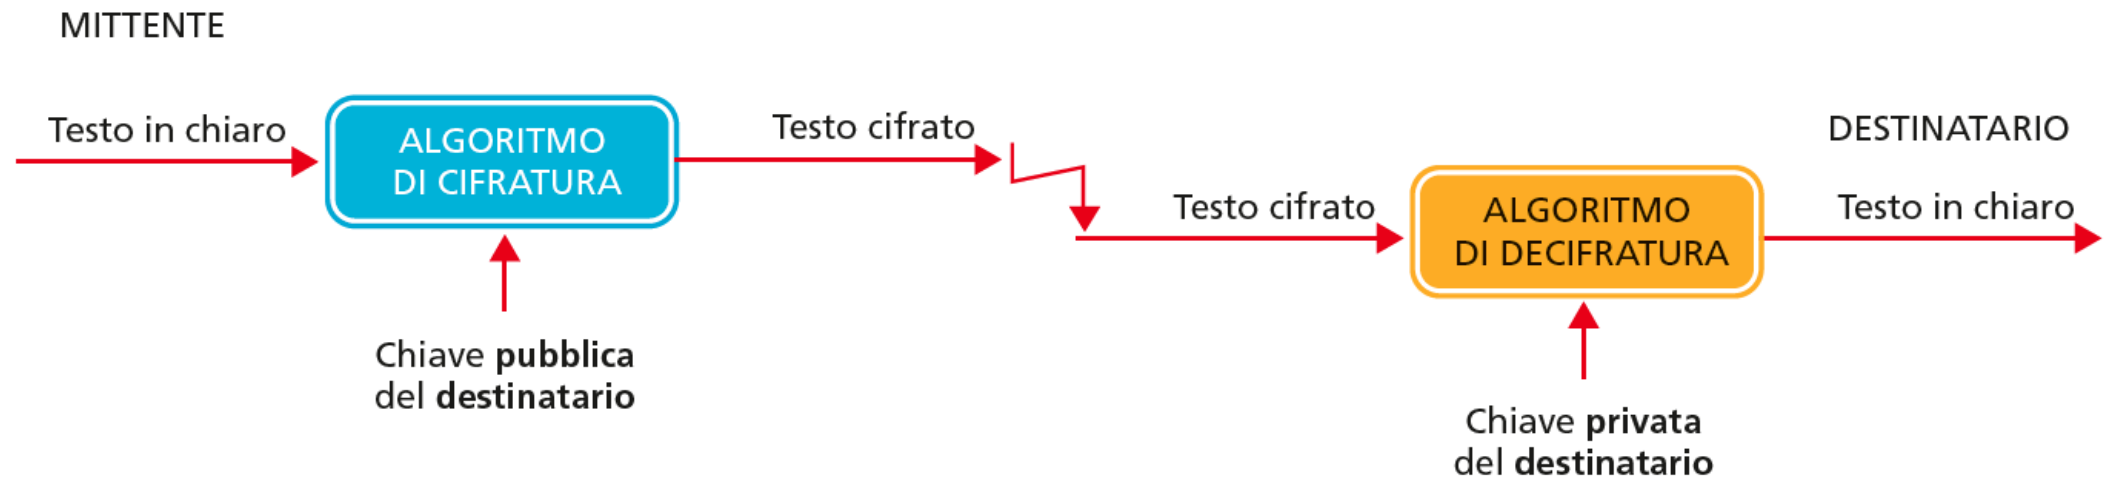 MITTENTE
Testo in chiaro
ALGORITMO
DI CIFRATURA
Chiave pubblica
del destinatario
Testo cifrato
Testo cifrato
ALGORITMO
DI DECIFRATURA
Chiave privata
del destinatario
DESTINATARIO
Testo in chiaro